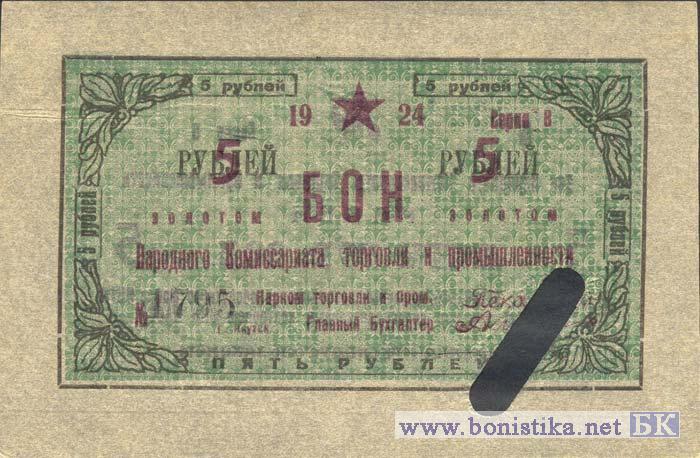 5 рублей 5 рублей
19 24 Серия В
5 РУБЛЕЙ 5 РУБЛЕЙ
БОН
золотом золотом
5 рублей 5 рублей
Народного Комиссариата торговли и промышленности
№ 1795 Нарком торговли и пром.
г. Якутск Главный Бухгалтер
ПЯТЬ РУБЛЕЙ
www.bonistika.net БК